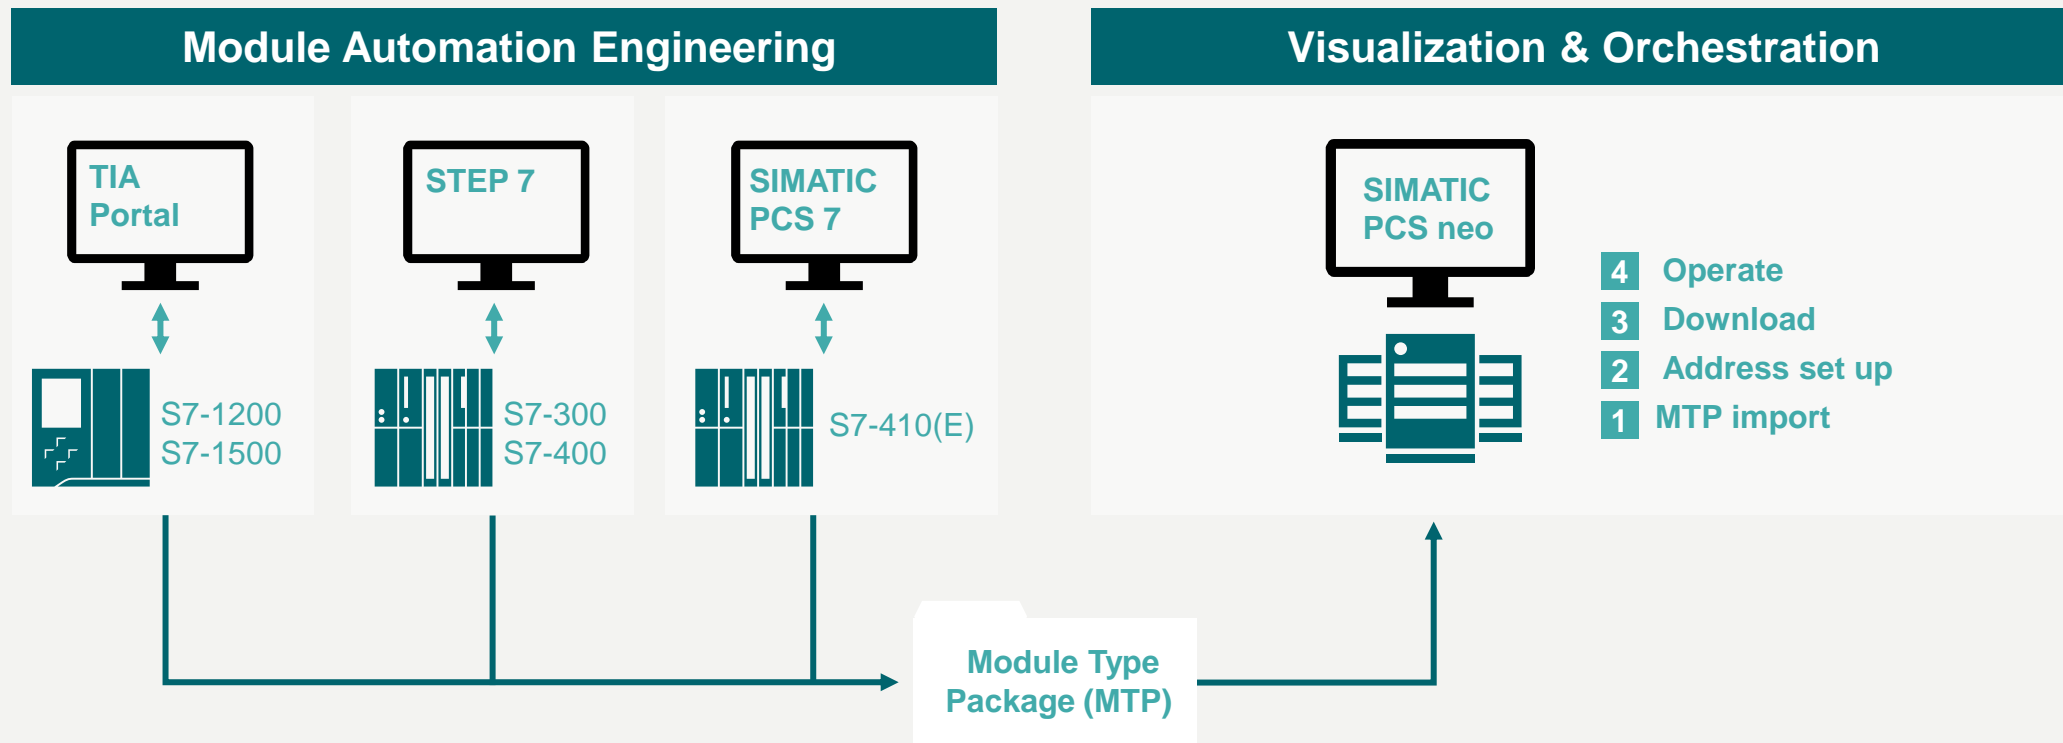 Module Automation Engineering
Visualization & Orchestration
TIA
Portal
STEP 7
SIMATIC
PCS 7
SIMATIC
PCS neo
S7-1200
S7-1500
S7-300
S7-400
S7-410(E)
4 Operate
3 Download
2 Address set up
1 MTP import
Module Type
Package (MTP)